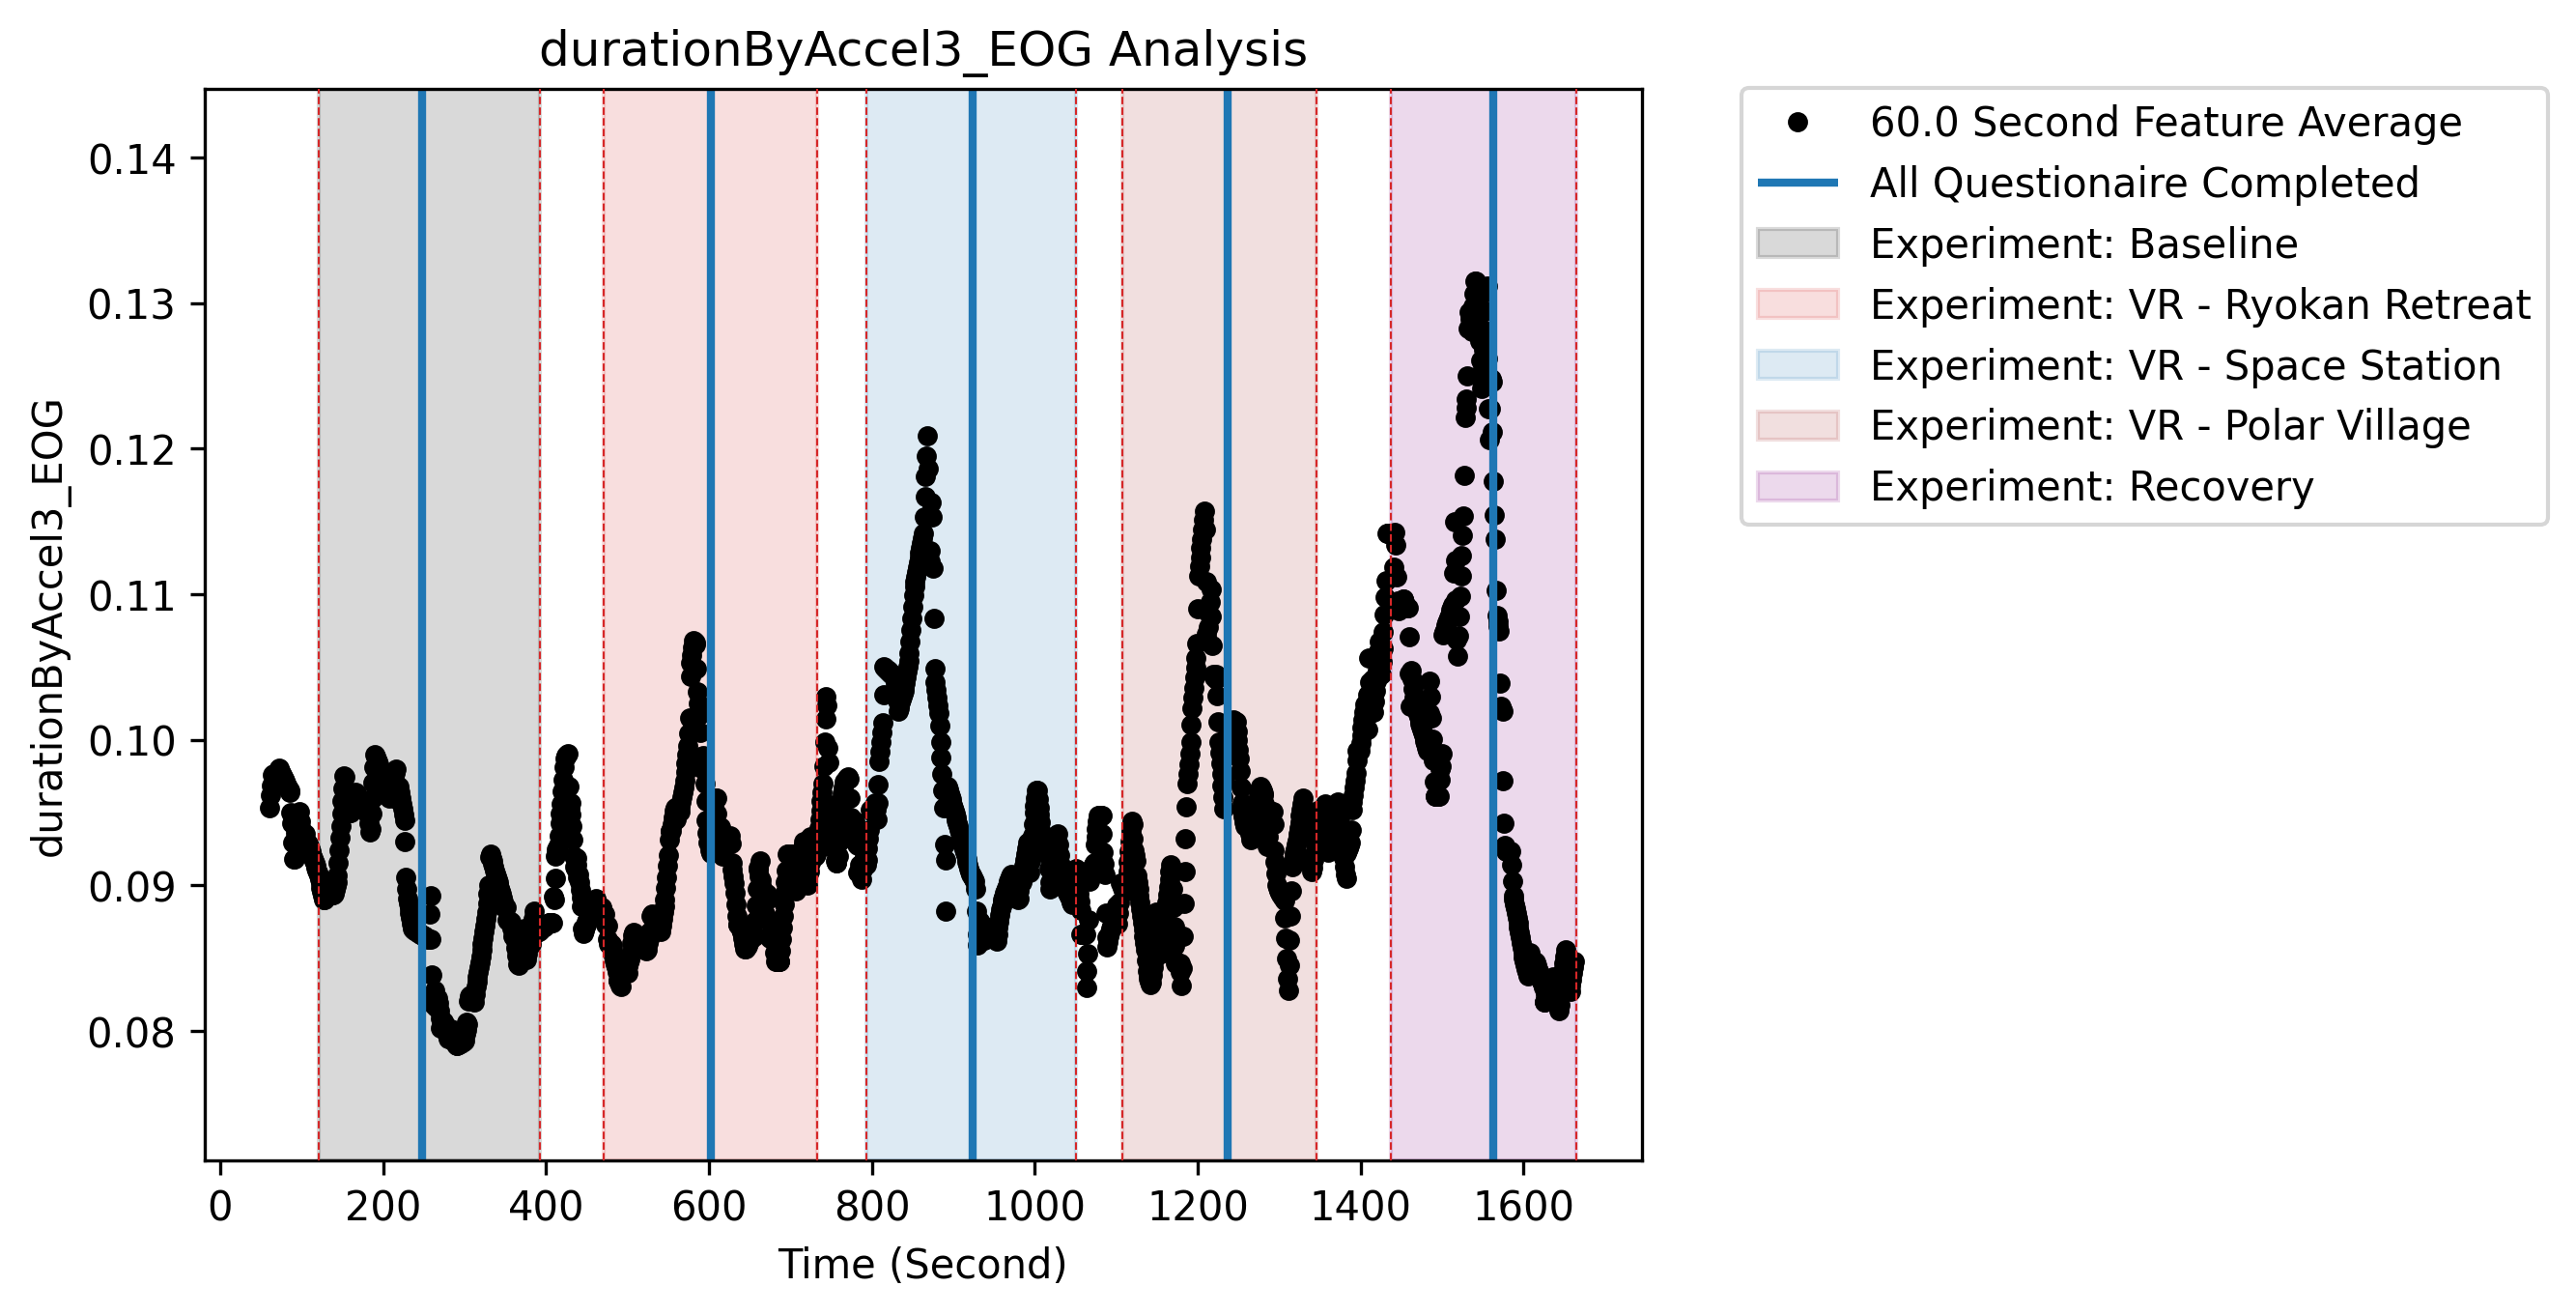 durationByAccel3_EOG Analysis
durationByAccel3_EOG
0.14
0.13
0.12
0.11
0.10
0.09
0.08
0 200 400 600 800 1000 1200 1400 1600
Time (Second)
60.0 Second Feature Average
All Questionaire Completed
Experiment: Baseline
Experiment: VR - Ryokan Retreat
Experiment: VR - Space Station
Experiment: VR - Polar Village
Experiment: Recovery